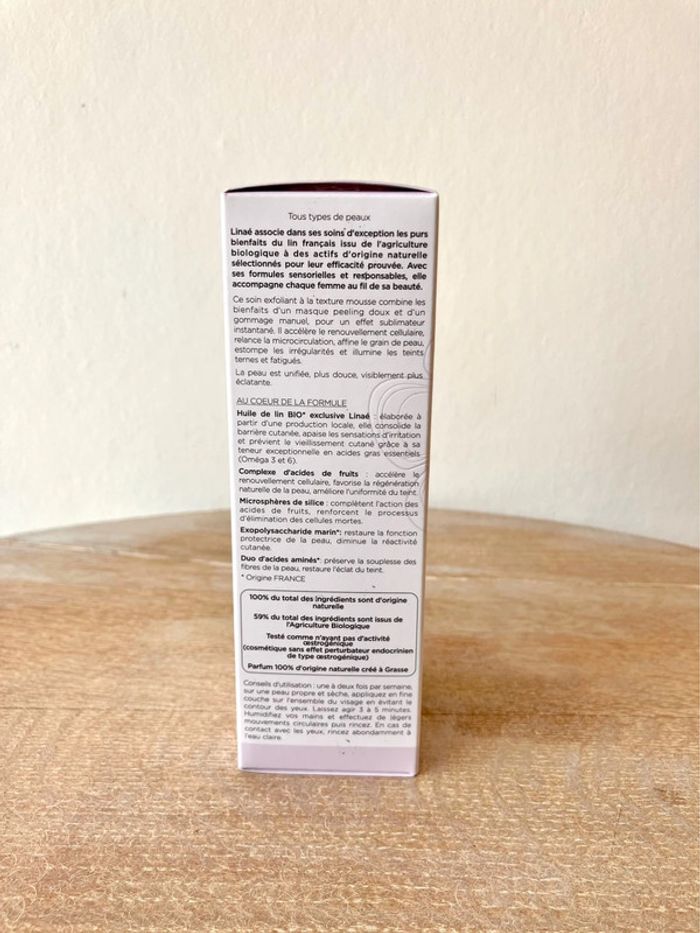 Tous types de peaux
Linaé associe dans ses soins d'exception les purs
bienfaits du lin français issu de l'agriculture
biologique à des actifs d'origine naturelle
sélectionnés pour leur efficacité prouvée. Avec
ses formules sensorielles et responsables, elle
accompagne chaque femme au fil de sa beauté.
Ce soin exfoliant à la texture mousse combine les
bienfaits d'un masque peeling doux et d'un
gommage manuel, pour un effet sublimateur
instantané. Il accélère le renouvellement cellulaire,
relance la microcirculation, affine le grain de peau,
estompe les irrégularités et illumine les teints
ternes et fatigués.
La peau est unifiée, plus douce, visiblement plus
éclatante.
AU COEUR DE LA FORMULE
Huile de lin BIO* exclusive Linaé : élaborée à
partir d'une production locale, elle consolide la
barrière cutanée, apaise les sensations d'irritation
et prévient le vieillissement cutané grâce à sa
teneur exceptionnelle en acides gras essentiels
(Oméga 3 et 6).
Complexe d'acides de fruits : accélère le
renouvellement cellulaire, favorise la régénération
naturelle de la peau, améliore l'uniformité du teint.
Microsphères de silice : complètent l'action des
acides de fruits, renforcent le processus
d'élimination des cellules mortes.
Exopolysaccharide marin*: restaure la fonction
protectrice de la peau, diminue la réactivité
cutanée.
Duo d'acides aminés*: préserve la souplesse des
fibres de la peau, restaure l'éclat du teint.
* Origine FRANCE
100% du total des ingrédients sont d'origine
naturelle
59% du total des ingrédients sont issus de
l'Agriculture Biologique
Testé comme n'ayant pas d'activité
œstrogénique
(cosmétique sans effet perturbateur endocrinien
de type œstrogénique)
Parfum 100% d'origine naturelle créé à Grasse
Conseils d'utilisation : une à deux fois par semaine,
sur une peau propre et sèche, appliquez en fine
couche sur l'ensemble du visage en évitant le
contour des yeux. Laissez agir 3 à 5 minutes.
Humidifiez vos mains et effectuez de légers
mouvements circulaires puis rincez. En cas de
contact avec les yeux, rincez abondamment à
l'eau claire.